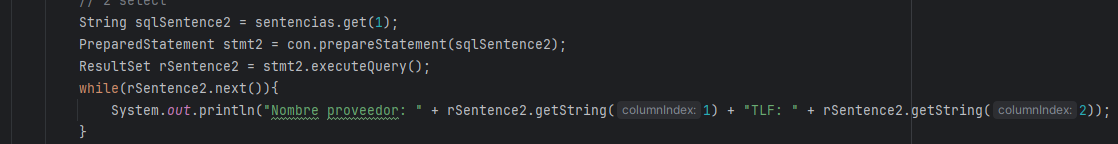 // 2 select
String sqlSentence2 = sentencias.get(1);
PreparedStatement stmt2 = con.prepareStatement(sqlSentence2);
ResultSet rSentence2 = stmt2.executeQuery();
while(rSentence2.next()){
System.out.println("Nombre proveedor: " + rSentence2.getString( columnIndex: 1) + "TLF: " + rSentence2.getString( columnIndex: 2));
}